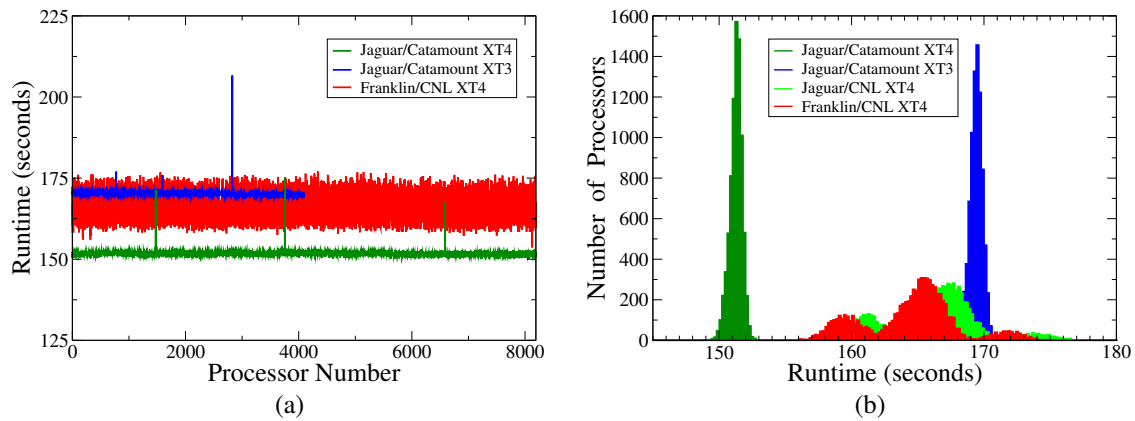 225
200
175
150
125
Runtime (seconds)
Jaguar/Catamount XT4
Jaguar/Catamount XT3
Franklin/CNL XT4
0
2000
4000
6000
8000
Processor Number
(a)
1600
1400
1200
1000
800
600
400
200
0
Number of Processors
Jaguar/Catamount XT4
Jaguar/Catamount XT3
Jaguar/CNL XT4
Franklin/CNL XT4
150
160
170
180
Runtime (seconds)
(b)